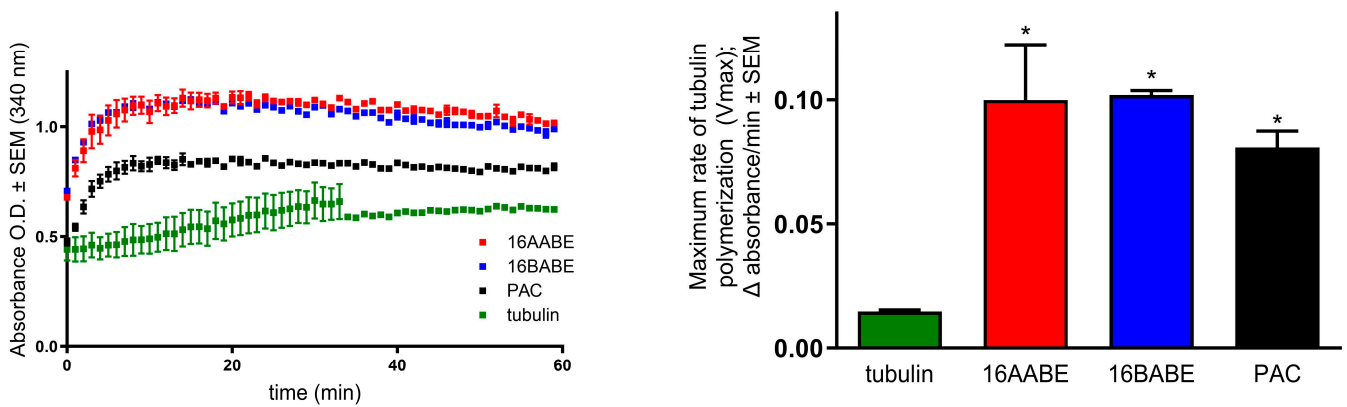 Absorbance O.D. ± SEM (340 nm)
1.0
0.5
0.0
0
20
40
60
time (min)
16AABE
16BABE
PAC
tubulin
Maximum rate of tubulin
polymerization (Vmax);
Δ absorbance/min ± SEM
0.10
0.05
0.00
*
*
*
tubulin
16AABE
16BABE
PAC